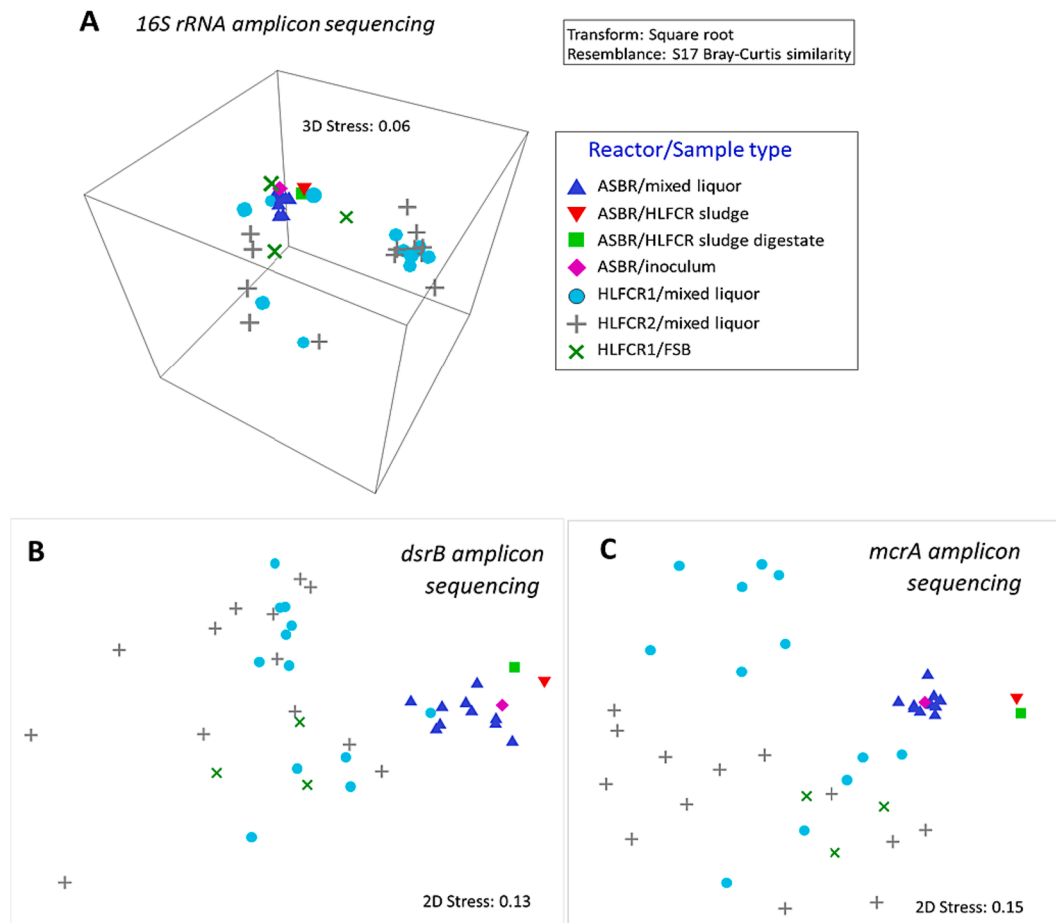 A
16S rRNA amplicon sequencing
Transform: Square root
Resemblance: S17 Bray-Curtis similarity
3D Stress: 0.06
Reactor/Sample type
ASBR/mixed liquor
ASBR/HLFCR sludge
ASBR/HLFCR sludge digestate
ASBR/inoculum
HLFCR1/mixed liquor
HLFCR2/mixed liquor
HLFCR1/FSB
B
dsrB amplicon
sequencing
2D Stress: 0.13
C
mcrA amplicon
sequencing
2D Stress: 0.15